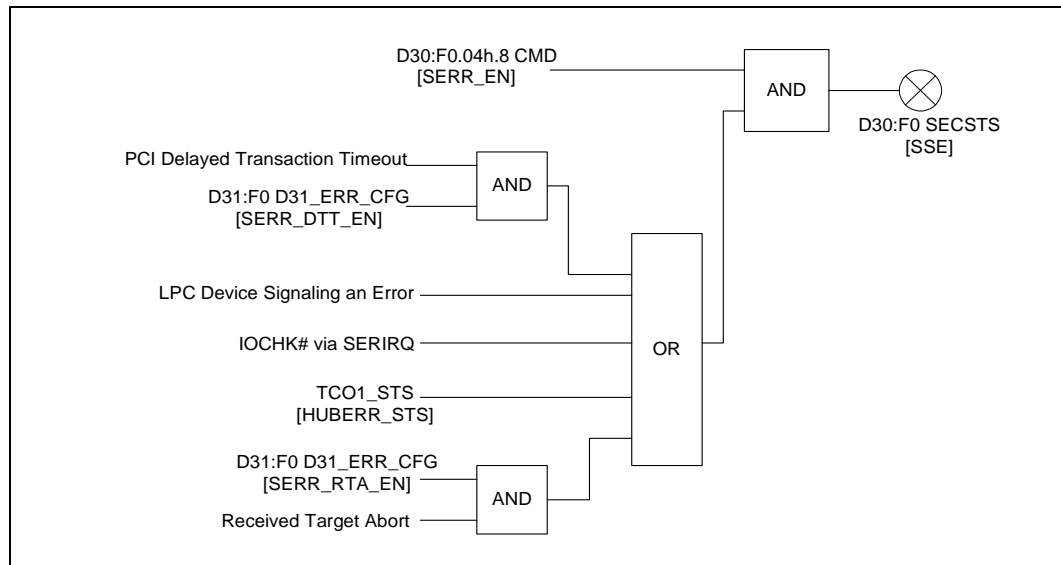 D30:F0.04h.8 CMD
[SERR_EN]
AND
D30:F0 SECSTS
[SSE]
PCI Delayed Transaction Timeout
AND
D31:F0 D31_ERR_CFG
[SERR_DTT_EN]
LPC Device Signaling an Error
IOCHK# via SERIRQ
OR
TCO1_STS
[HUBERR_STS]
D31:F0 D31_ERR_CFG
[SERR_RTA_EN]
AND
Received Target Abort